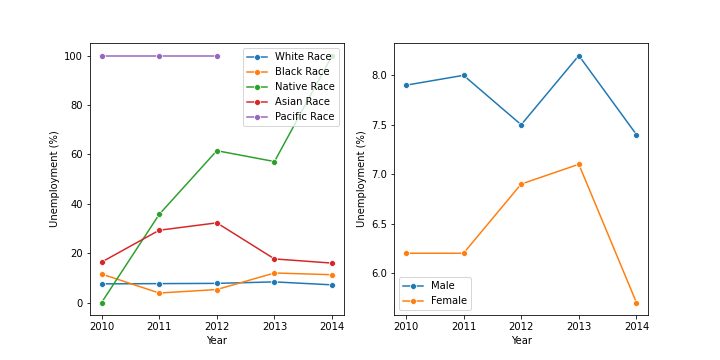 100
80
60
40
20
0
Unemployment (%)
2010 2011 2012 2013 2014
Year
White Race
Black Race
Native Race
Asian Race
Pacific Race
8.0
7.5
7.0
6.5
6.0
Unemployment (%)
2010 2011 2012 2013 2014
Year
Male
Female